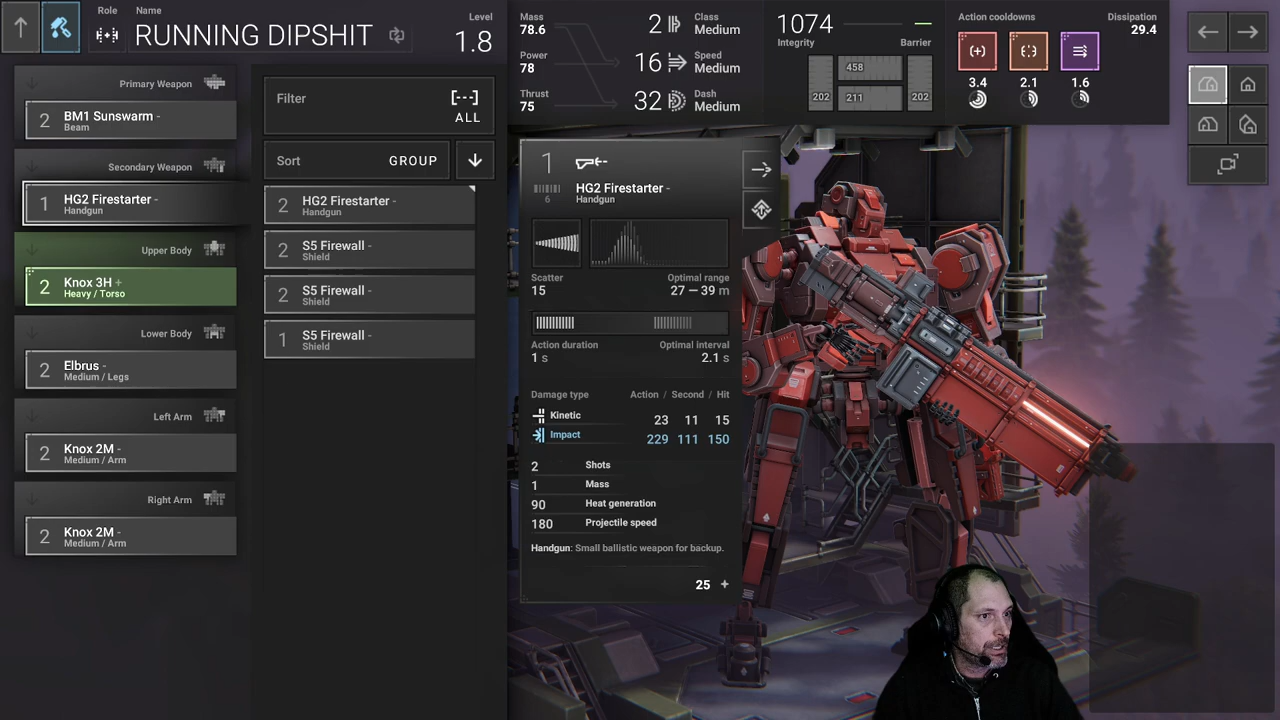 Role
Name
RUNNING DIPSHIT
Level
1.8
Mass
78.6
Power
78
Thrust
75
2
Class
Medium
16
Speed
Medium
32
Dash
Medium
1074
Integrity
Barrier
458
202
211
202
Action cooldowns
3.4
2.1
1.6
Dissipation
29.4
Primary Weapon
2
BM1 Sunswarm -
Beam
Secondary Weapon
1
HG2 Firestarter -
Handgun
Upper Body
2
Knox 3H +
Heavy / Torso
Lower Body
2
Elbrus -
Medium / Legs
Left Arm
2
Knox 2M -
Medium / Arm
Right Arm
2
Knox 2M -
Medium / Arm
Filter
[---]
ALL
Sort
GROUP
2
HG2 Firestarter -
Handgun
2
S5 Firewall -
Shield
2
S5 Firewall -
Shield
1
S5 Firewall -
Shield
1
6
HG2 Firestarter -
Handgun
Scatter
15
Optimal range
27 – 39 m
Action duration
1 s
Optimal interval
2.1 s
Damage type Action / Second / Hit
Kinetic 23 11 15
Impact 229 111 150
2 Shots
1 Mass
90 Heat generation
180 Projectile speed
Handgun: Small ballistic weapon for backup.
25 +